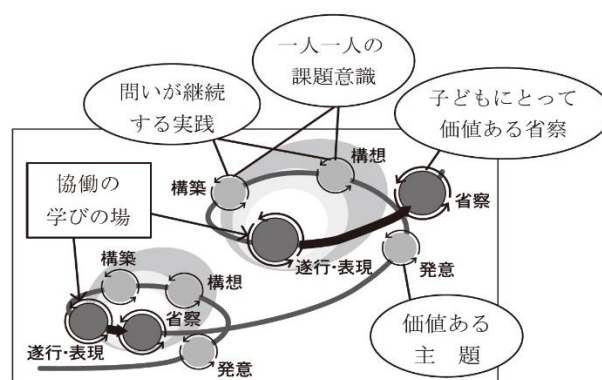 一人一人の
課題意識
問いが継続
する実践
子どもにとって
価値ある省察
構想
構築
省察
協働の
学びの場
遂行・表現
発意
構築
構想
省察
遂行・表現
発意
価値ある
主 題